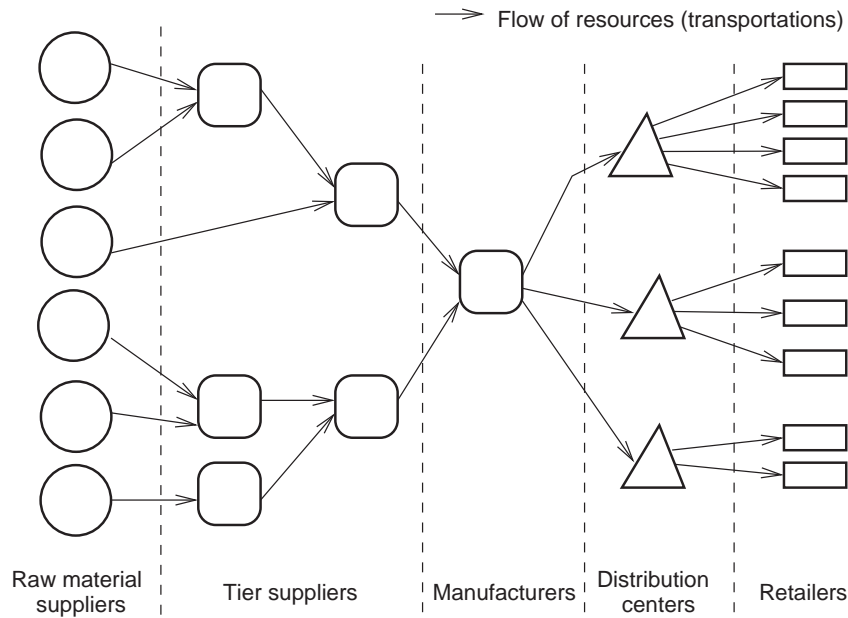 Flow of resources (transportations)
Raw material
suppliers
Tier suppliers
Manufacturers
Distribution
centers
Retailers